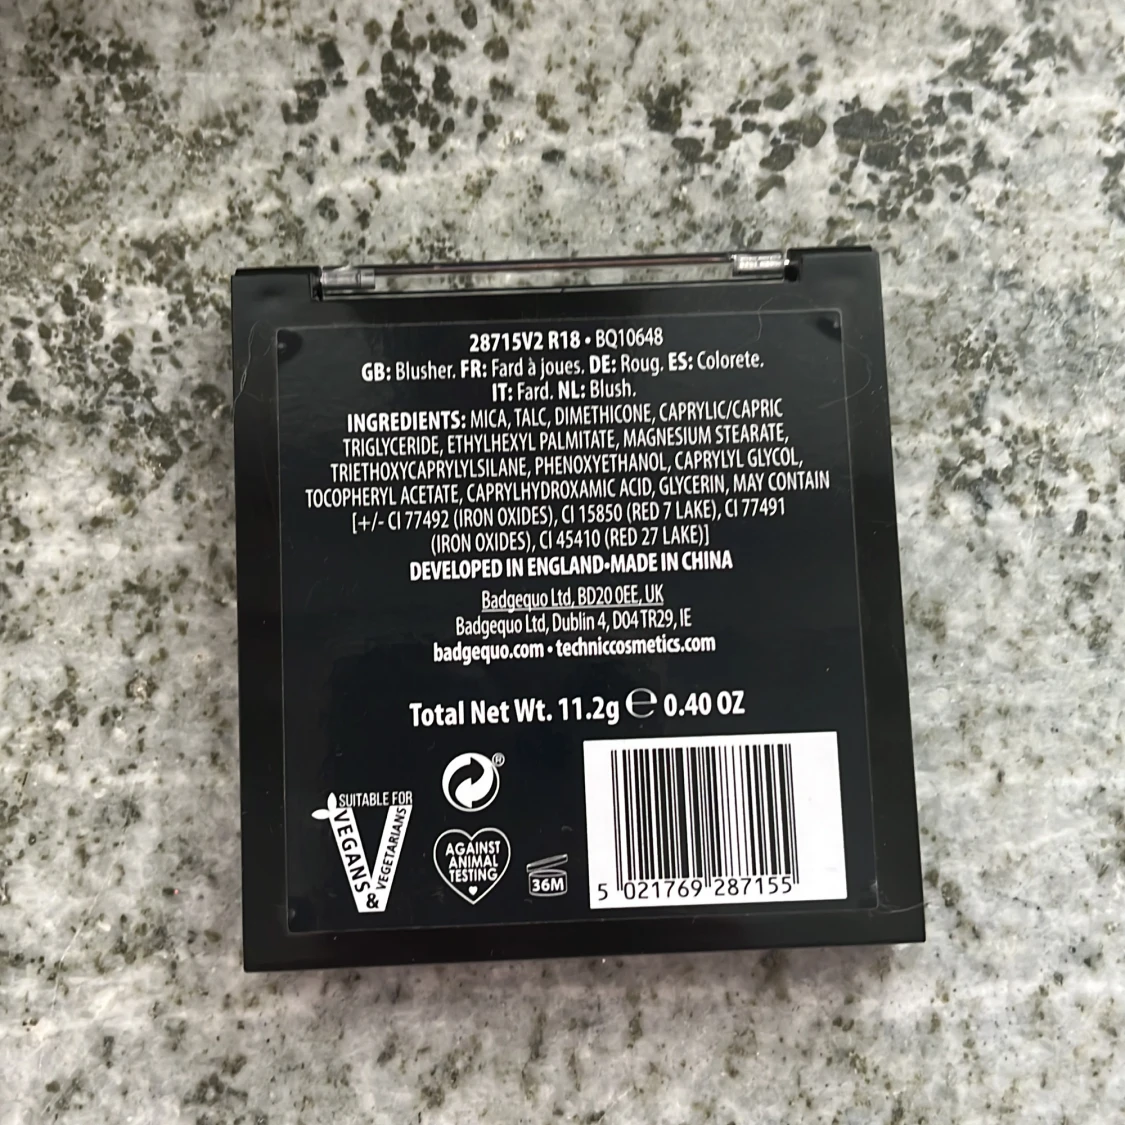 28715V2 R18 • BQ10648
GB: Blusher. FR: Fard à joues. DE: Roug. ES: Colorete.
IT: Fard. NL: Blush.
INGREDIENTS: MICA, TALC, DIMETHICONE, CAPRYLIC/CAPRIC
TRIGLYCERIDE, ETHYLHEXYL PALMITATE, MAGNESIUM STEARATE,
TRIETHOXYCAPRYLYLSILANE, PHENOXYETHANOL, CAPRYLYL GLYCOL,
TOCOPHERYL ACETATE, CAPRYLHYDROXAMIC ACID, GLYCERIN, MAY CONTAIN
[+/- CI 77492 (IRON OXIDES), CI 15850 (RED 7 LAKE), CI 77491
(IRON OXIDES), CI 45410 (RED 27 LAKE)]
DEVELOPED IN ENGLAND•MADE IN CHINA
Badgequo Ltd, BD20 0EE, UK
Badgequo Ltd, Dublin 4, D04 TR29, IE
badgequo.com • techniccosmetics.com
Total Net Wt. 11.2g ℮ 0.40 OZ
SUITABLE FOR
VEGANS
&
VEGETARIANS
®
AGAINST
ANIMAL
TESTING
36M
5 021769 287155